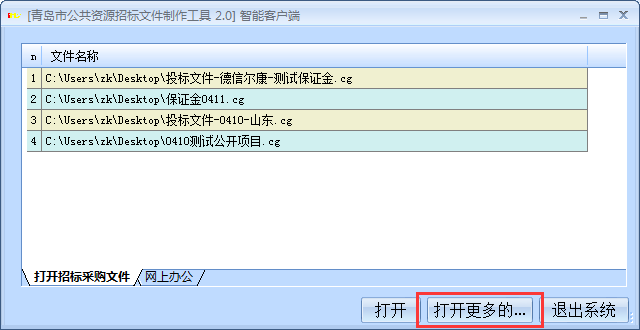 [青岛市公共资源招标文件制作工具 2.0] 智能客户端
n 文件名称
1 C:\Users\zk\Desktop\投标文件-德信尔康-测试保证金.cg
2 C:\Users\zk\Desktop\保证金0411.cg
3 C:\Users\zk\Desktop\投标文件-0410-山东.cg
4 C:\Users\zk\Desktop\0410测试公开项目.cg
打开招标采购文件 网上办公
打开 打开更多的... 退出系统